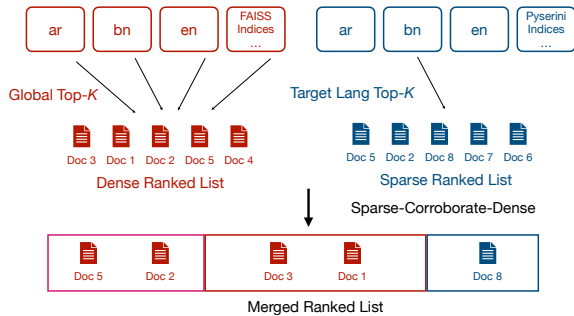 ar
bn
en
FAISS
Indices
...
ar
bn
en
Pyserini
Indices
...
Global Top-K
Target Lang Top-K
Doc 3 Doc 1 Doc 2 Doc 5 Doc 4
Dense Ranked List
Doc 5 Doc 2 Doc 8 Doc 7 Doc 6
Sparse Ranked List
Sparse-Corroborate-Dense
Doc 5 Doc 2 Doc 3 Doc 1 Doc 8
Merged Ranked List